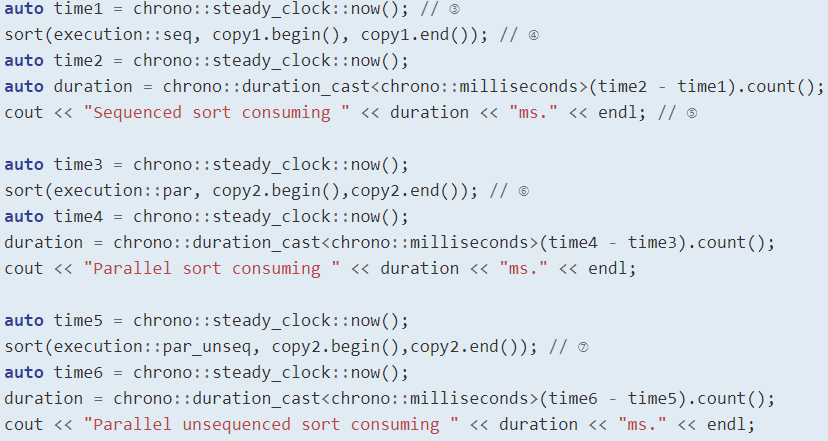 auto time1 = chrono::steady_clock::now(); // ③
sort(execution::seq, copy1.begin(), copy1.end()); // ④
auto time2 = chrono::steady_clock::now();
auto duration = chrono::duration_cast<chrono::milliseconds>(time2 - time1).count();
cout << "Sequenced sort consuming " << duration << "ms." << endl; // ⑤

auto time3 = chrono::steady_clock::now();
sort(execution::par, copy2.begin(),copy2.end()); // ⑥
auto time4 = chrono::steady_clock::now();
duration = chrono::duration_cast<chrono::milliseconds>(time4 - time3).count();
cout << "Parallel sort consuming " << duration << "ms." << endl;

auto time5 = chrono::steady_clock::now();
sort(execution::par_unseq, copy2.begin(),copy2.end()); // ⑦
auto time6 = chrono::steady_clock::now();
duration = chrono::duration_cast<chrono::milliseconds>(time6 - time5).count();
cout << "Parallel unsequenced sort consuming " << duration << "ms." << endl;